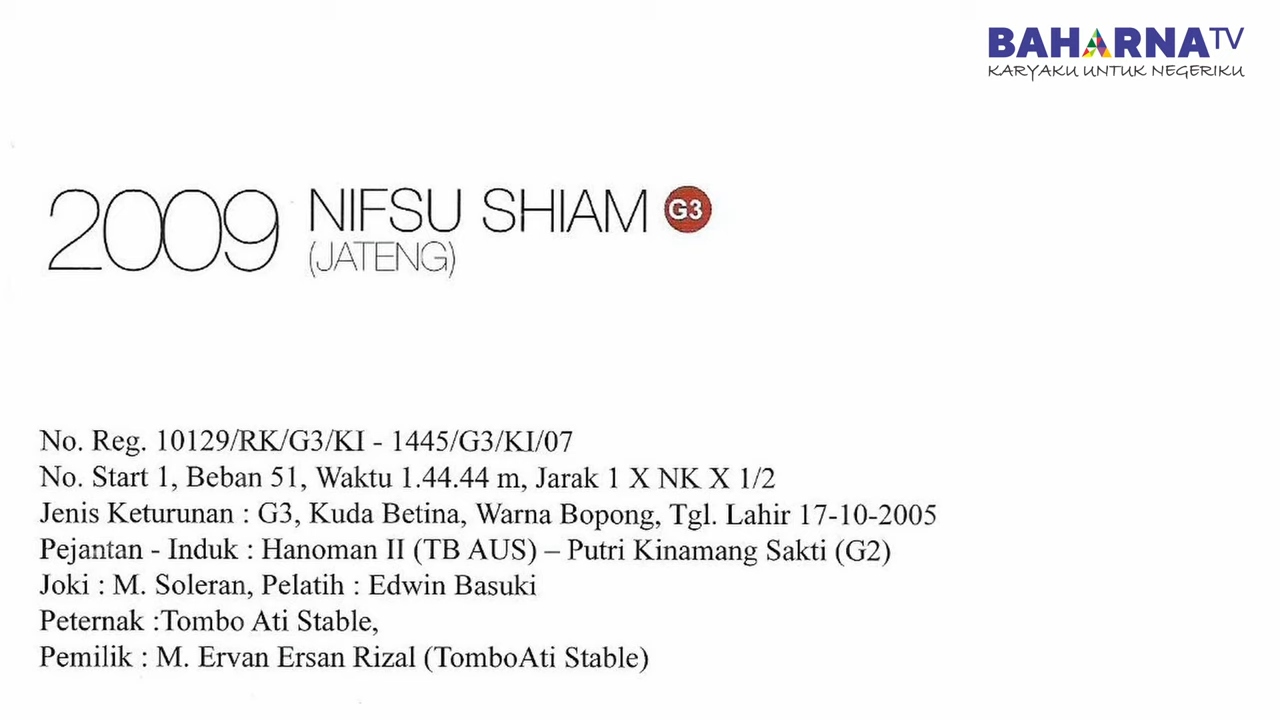 BAHARNATV
KARYAKU UNTUK NEGERIKU
2009 NIFSU SHIAM G3
(JATENG)
No. Reg. 10129/RK/G3/KI - 1445/G3/KI/07
No. Start 1, Beban 51, Waktu 1.44.44 m, Jarak 1 X NK X 1/2
Jenis Keturunan : G3, Kuda Betina, Warna Bopong, Tgl. Lahir 17-10-2005
Pejantan - Induk : Hanoman II (TB AUS) – Putri Kinamang Sakti (G2)
Joki : M. Soleran, Pelatih : Edwin Basuki
Peternak :Tombo Ati Stable,
Pemilik : M. Ervan Ersan Rizal (TomboAti Stable)